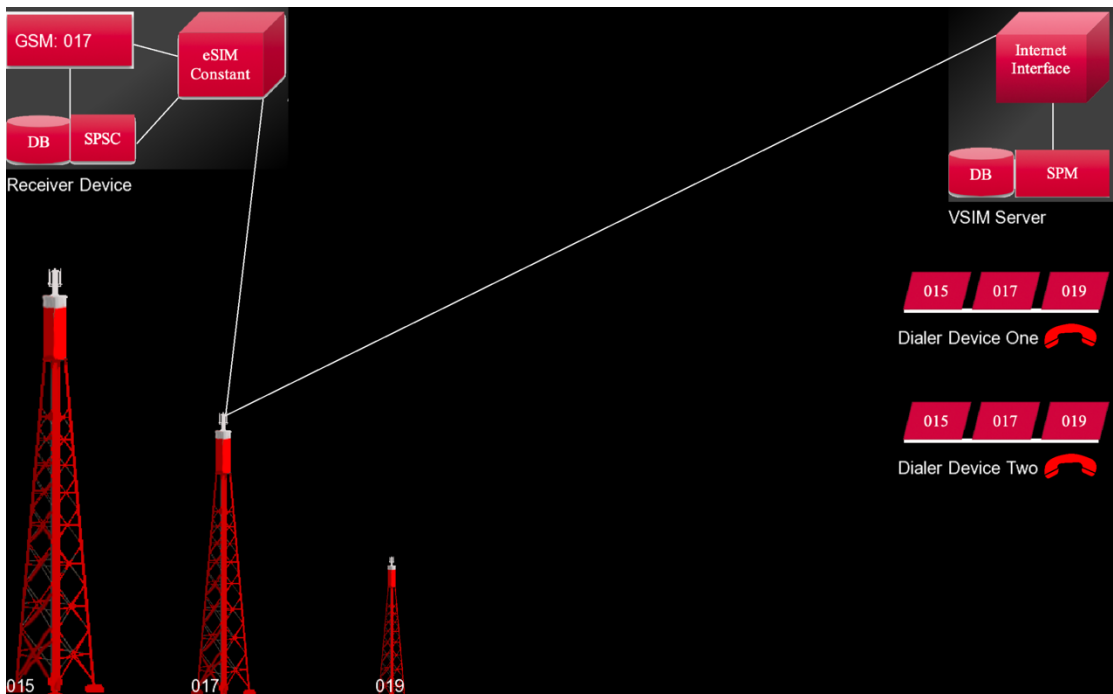 GSM: 017
eSIM
Constant
DB
SPSC
Receiver Device
Internet
Interface
DB
SPM
VSIM Server
015
017
019
Dialer Device One
015
017
019
Dialer Device Two
015
017
019